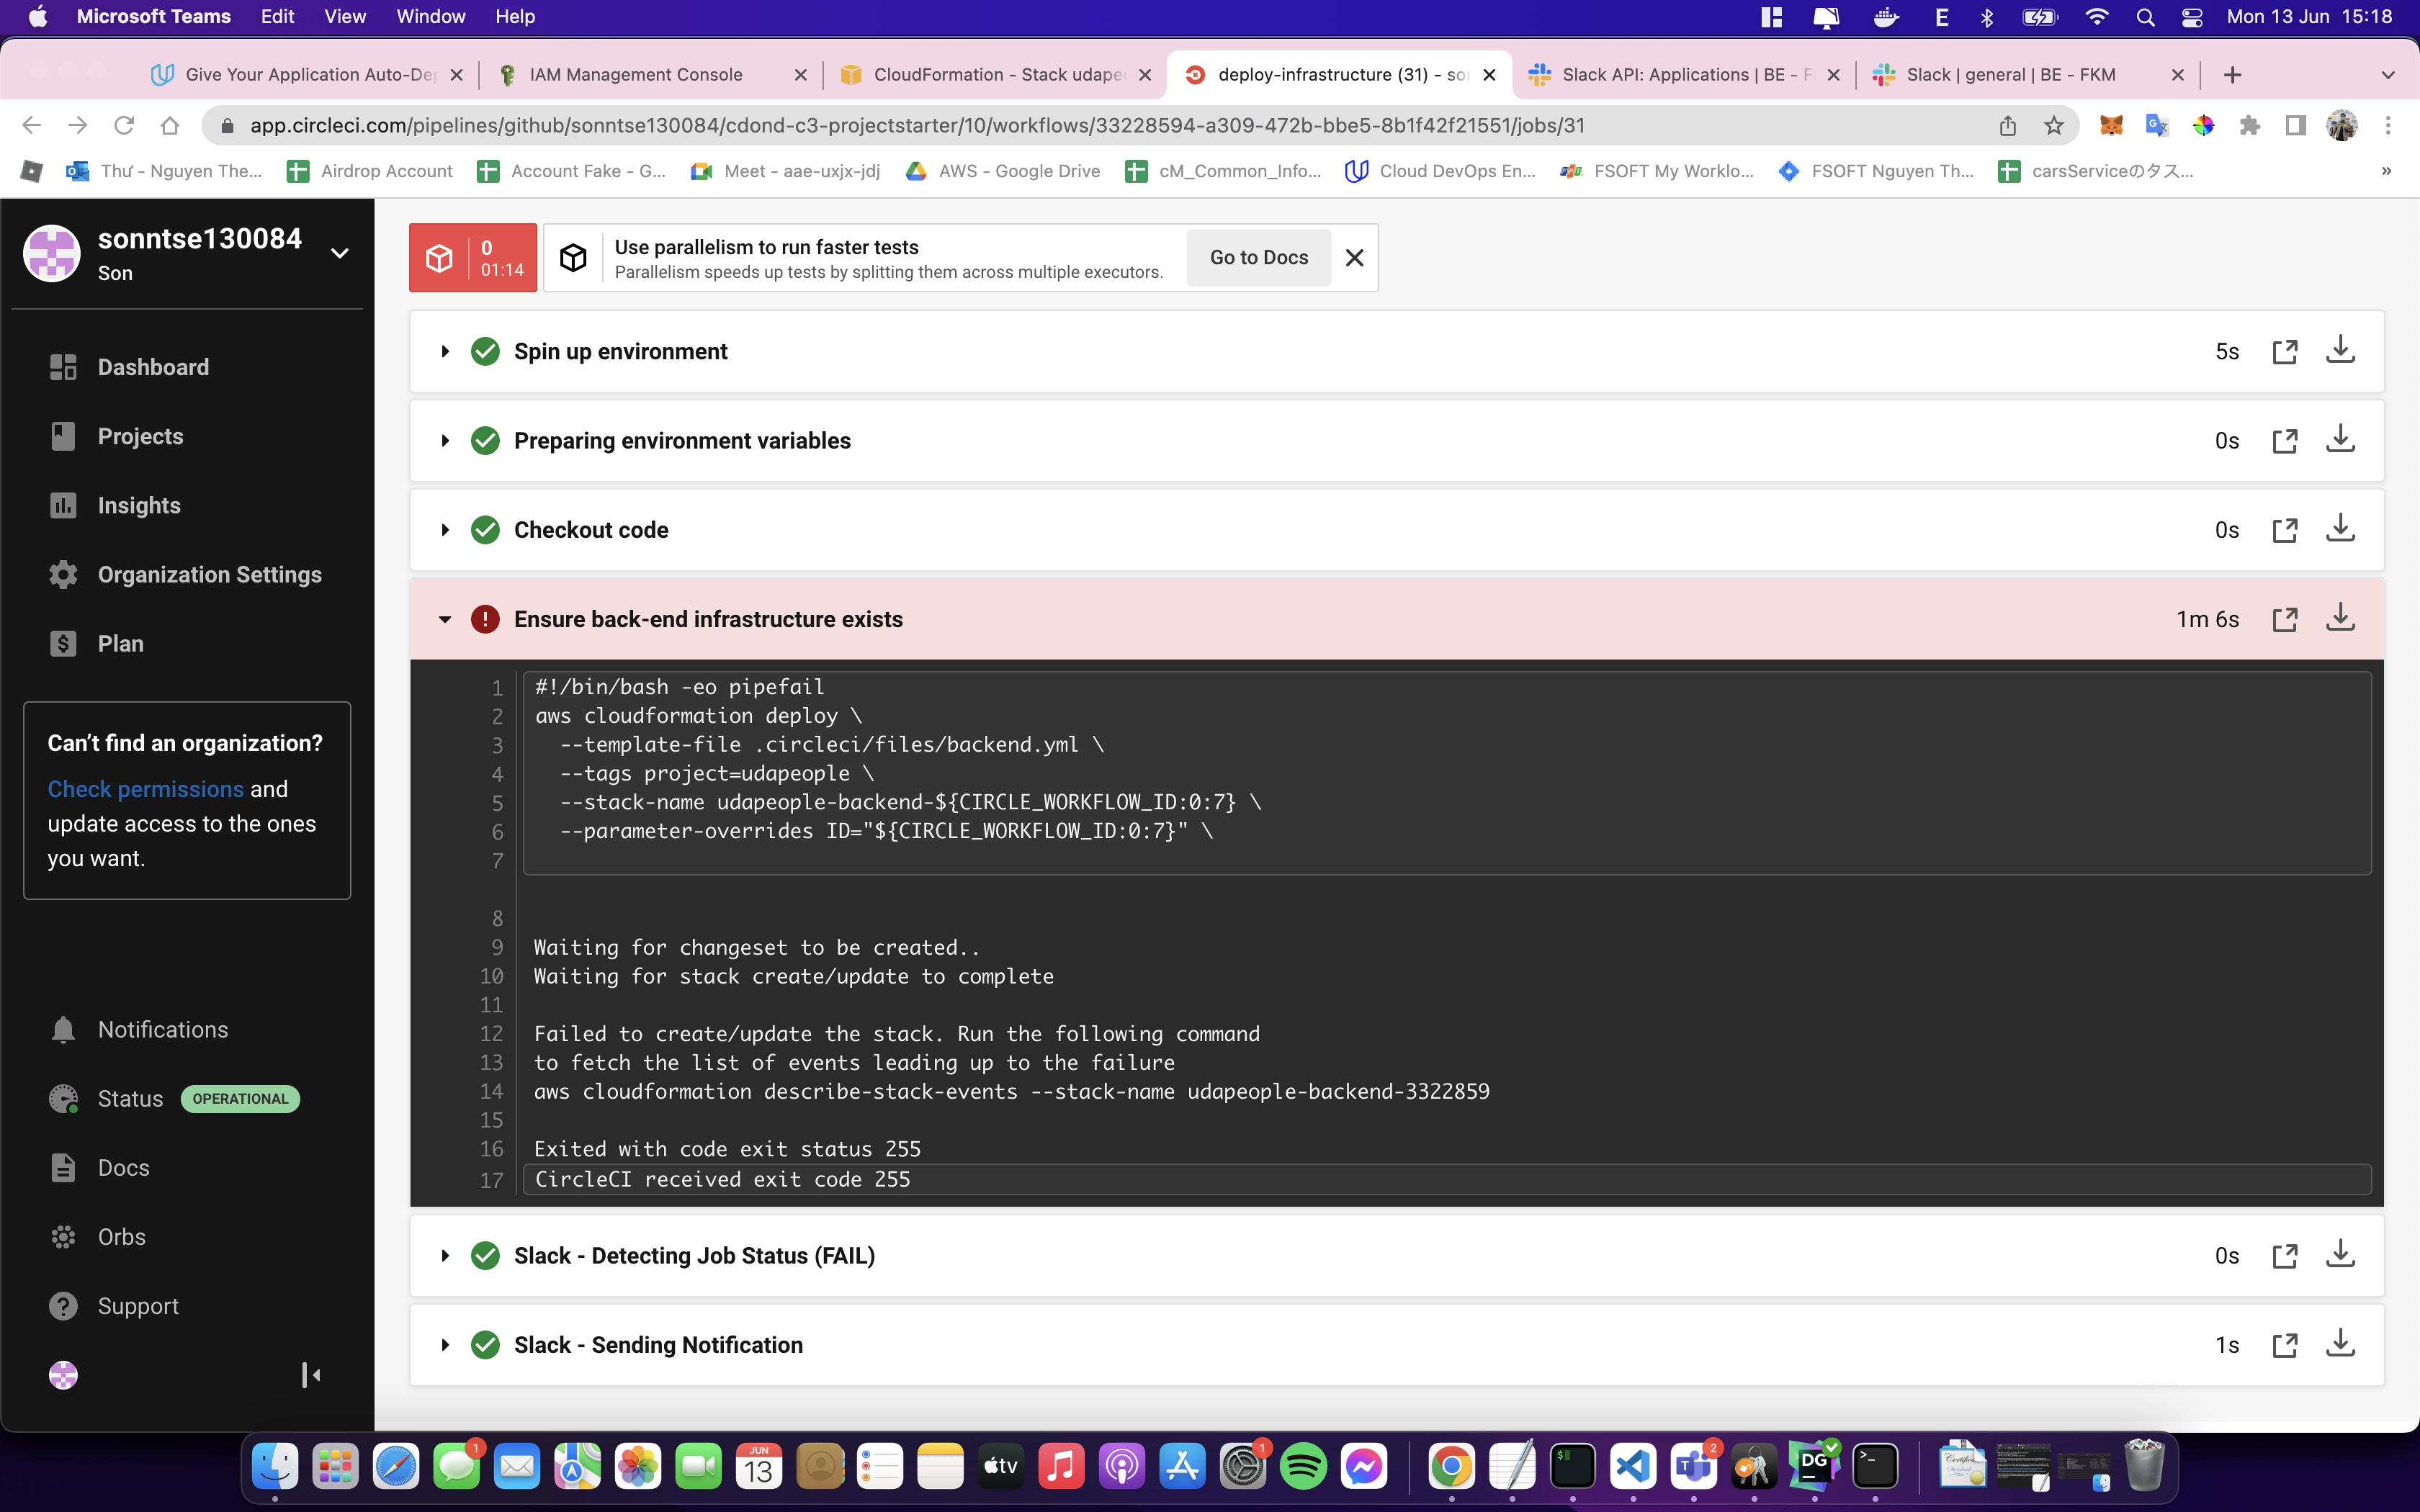 Microsoft Teams Edit View Window Help E Mon 13 Jun 15:18
Give Your Application Auto-De IAM Management Console CloudFormation - Stack udape deploy-infrastructure (31) - so Slack API: Applications | BE - F Slack | general | BE - FKM
app.circleci.com/pipelines/github/sonntse130084/cdond-c3-projectstarter/10/workflows/33228594-a309-472b-bbe5-8b1f42f21551/jobs/31
Thư - Nguyen The... Airdrop Account Account Fake - G... Meet - aae-uxjx-jdj AWS - Google Drive cM_Common_Info... Cloud DevOps En... FSOFT My Worklo... FSOFT Nguyen Th... carsServiceのタス... »
sonntse130084
Son
Dashboard
Projects
Insights
Organization Settings
Plan
Can't find an organization?
Check permissions and
update access to the ones
you want.
Notifications
Status OPERATIONAL
Docs
Orbs
Support
0
01:14
Use parallelism to run faster tests
Parallelism speeds up tests by splitting them across multiple executors.
Go to Docs
Spin up environment 5s
Preparing environment variables 0s
Checkout code 0s
Ensure back-end infrastructure exists 1m 6s
1 #!/bin/bash -eo pipefail
2 aws cloudformation deploy \
3 --template-file .circleci/files/backend.yml \
4 --tags project=udapeople \
5 --stack-name udapeople-backend-${CIRCLE_WORKFLOW_ID:0:7} \
6 --parameter-overrides ID="${CIRCLE_WORKFLOW_ID:0:7}" \
7
8
9 Waiting for changeset to be created..
10 Waiting for stack create/update to complete
11
12 Failed to create/update the stack. Run the following command
13 to fetch the list of events leading up to the failure
14 aws cloudformation describe-stack-events --stack-name udapeople-backend-3322859
15
16 Exited with code exit status 255
17 CircleCI received exit code 255
Slack - Detecting Job Status (FAIL) 0s
Slack - Sending Notification 1s
1 JUN 13 tv 1 2 DG